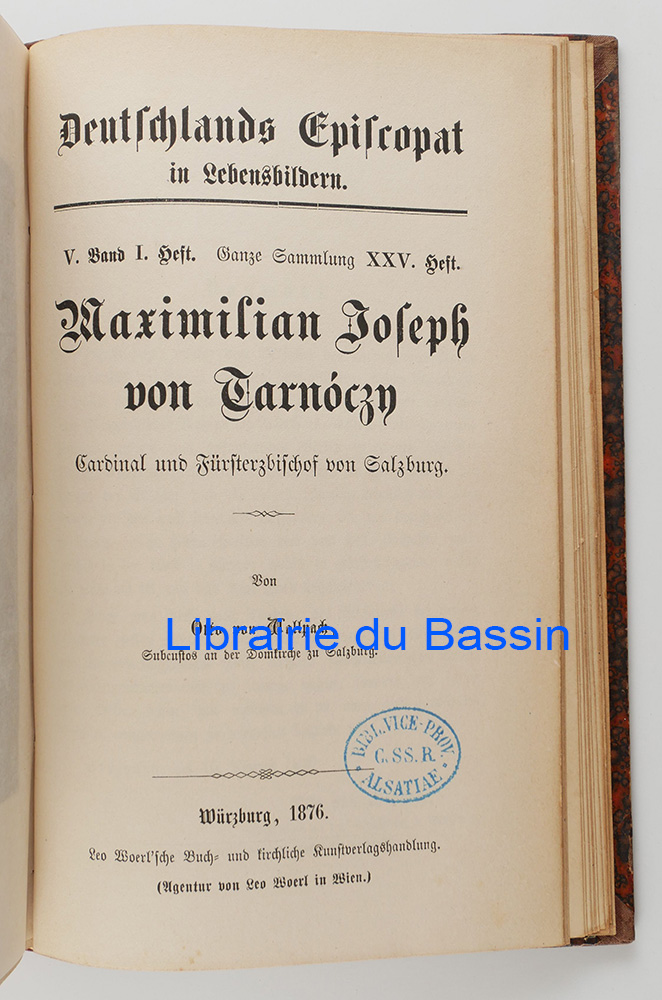 Deutſchlands Epiſcopat
in Lebensbildern.
V. Band I. Heft. Ganze Sammlung XXV. Heft.
Maximilian Joſeph
von Tarnóczy
Cardinal und Fürſterzbiſchof von Salzburg.
Von
Otto von
Librairie du Bassin
Subcuſtos an der Domkirche zu Salzburg.
BIBL. VICE-PROV.
C. SS. R.
ALSATIAE
Würzburg, 1876.
Leo Woerl'ſche Buch- und kirchliche Kunſtverlagshandlung.
(Agentur von Leo Woerl in Wien.)